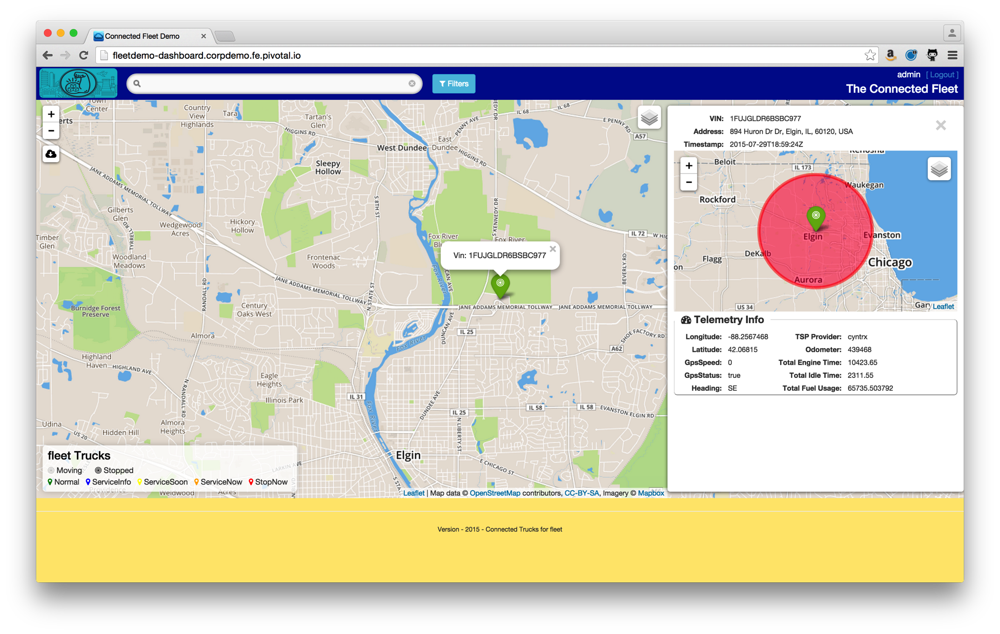 Connected Fleet Demo
fleetdemo-dashboard.corpdemo.fe.pivotal.io
Filters
admin [ Logout ]
The Connected Fleet
Town
Center
Country
View
Highlands
Tara
Tartan's
Glen
HIGGINS RD
West Dundee
East
Dundee
HIGGINS RD
PENNY AVE
IL 68
IL 68
E PENNY RD
A57
Sleepy
Hollow
JANE ADDAMS MEMORIAL TOLLWAY
S 8TH ST
S KENNEDY DR
Gilberts
Glen
TYRRELL RD
Wedgewood
Acres
Hickory
Hollow
Timber
Glen
Woodland
Meadows
Frontenac
Woods
Fox River
Fox River
IL 72
BEVERLY RD
Vin: 1FUJGLDR6BSBC977
Fox River
RANDALL RD
JANE ADDAMS MEMORIAL TOLLWAY
N STATE ST
JANE ADDAMS MEMORIAL TOLLWAY
JANE ADDAMS MEMORIAL TOLLWAY
Burnidge Forest
Preserve
Century
Oaks West
DUNCAN AVE
IL 25
SHOE FACTORY RD
Almora
Fox River
A62
Highland
Haven
HIGHLAND AVE
N RANDALL RD
Eagle
Heights
Illinois Park
IL 31
Fox River
DUNDEE AVE
IL 25
IL 58
IL 58
EVANSTON ELGIN RD
N LIBERTY ST
Udina
US 20
Hidden Hill
Almora
Heights
Elgin
E CHICAGO ST
LARKIN AVE
fleet Trucks
Moving
Stopped
Normal
ServiceInfo
ServiceSoon
ServiceNow
StopNow
Providence
Weldwood
Acres
Leaflet | Map data © OpenStreetMap contributors, CC-BY-SA, Imagery © Mapbox
VIN: 1FUJGLDR6BSBC977
Address: 894 Huron Dr Dr, Elgin, IL, 60120, USA
Timestamp: 2015-07-29T18:59:24Z
Kenosha
Beloit
IL 173
Waukegan
Rockford
Elgin
Evanston
DeKalb
Flagg
Chicago
Aurora
US 34
Gary
Leaflet
Telemetry Info
Longitude: -88.2567468 TSP Provider: cyntrx
Latitude: 42.06815 Odometer: 439468
GpsSpeed: 0 Total Engine Time: 10423.65
GpsStatus: true Total Idle Time: 2311.55
Heading: SE Total Fuel Usage: 65735.503792
Version - 2015 - Connected Trucks for fleet